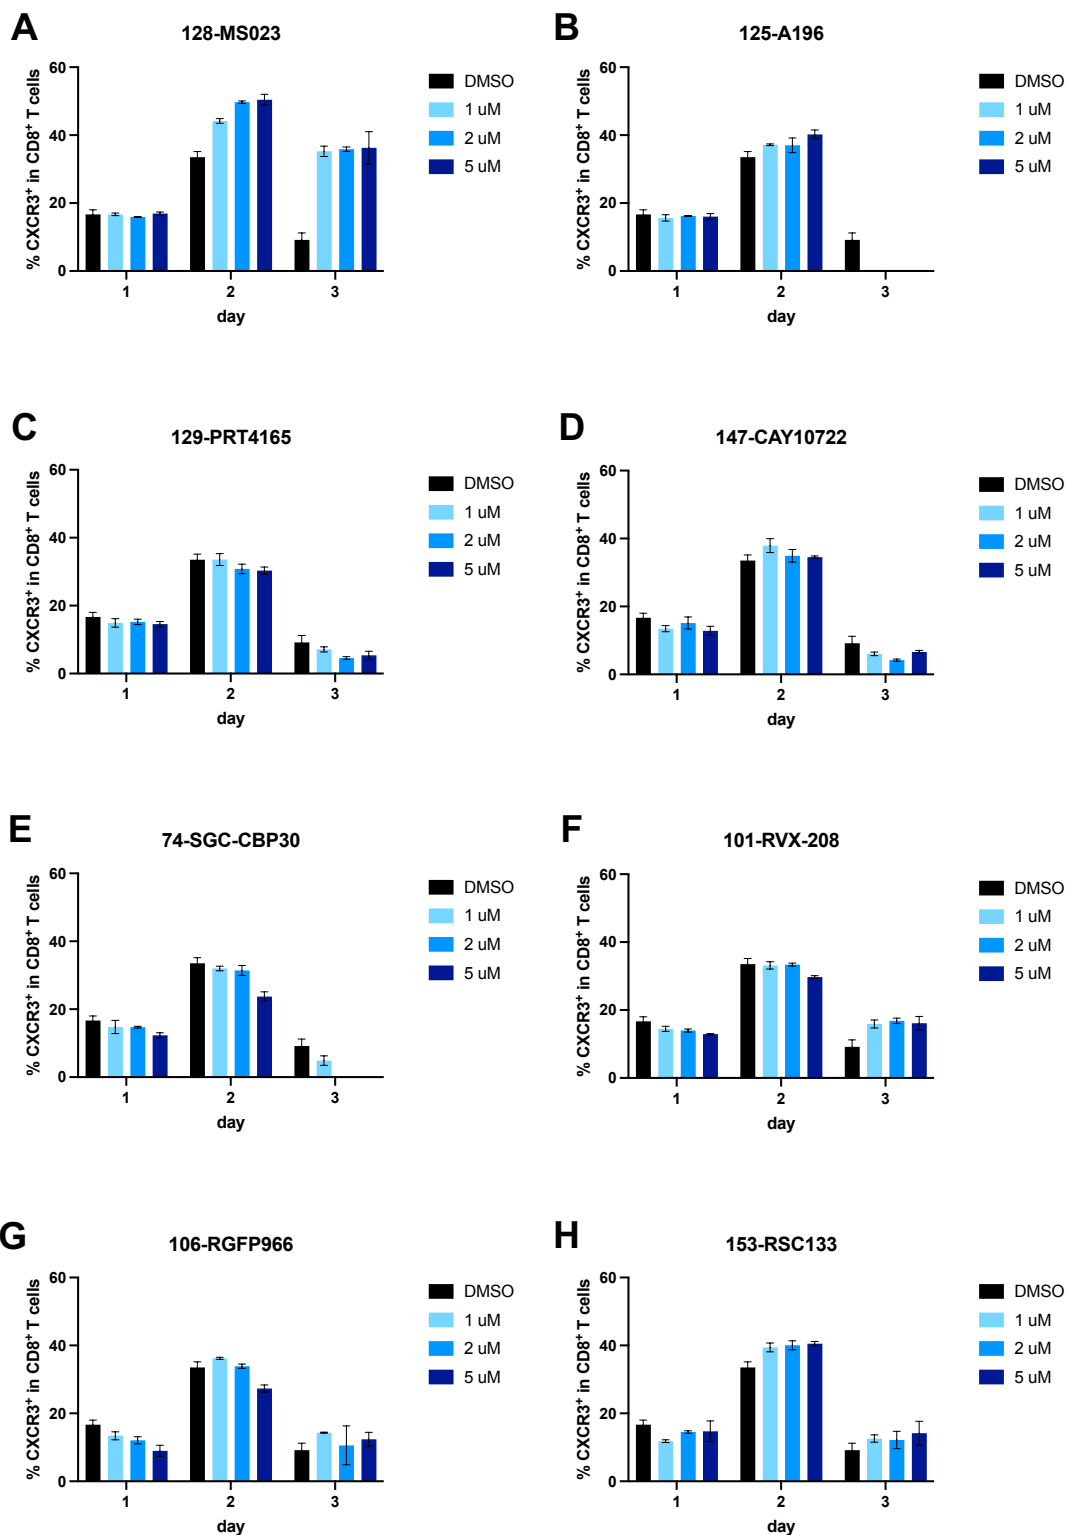 A
128-MS023
% CXCR3⁺ in CD8⁺ T cells
60
40
20
0
1
2
3
day
DMSO
1 uM
2 uM
5 uM
B
125-A196
% CXCR3⁺ in CD8⁺ T cells
60
40
20
0
1
2
3
day
DMSO
1 uM
2 uM
5 uM
C
129-PRT4165
% CXCR3⁺ in CD8⁺ T cells
60
40
20
0
1
2
3
day
DMSO
1 uM
2 uM
5 uM
D
147-CAY10722
% CXCR3⁺ in CD8⁺ T cells
60
40
20
0
1
2
3
day
DMSO
1 uM
2 uM
5 uM
E
74-SGC-CBP30
% CXCR3⁺ in CD8⁺ T cells
60
40
20
0
1
2
3
day
DMSO
1 uM
2 uM
5 uM
F
101-RVX-208
% CXCR3⁺ in CD8⁺ T cells
60
40
20
0
1
2
3
day
DMSO
1 uM
2 uM
5 uM
G
106-RGFP966
% CXCR3⁺ in CD8⁺ T cells
60
40
20
0
1
2
3
day
DMSO
1 uM
2 uM
5 uM
H
153-RSC133
% CXCR3⁺ in CD8⁺ T cells
60
40
20
0
1
2
3
day
DMSO
1 uM
2 uM
5 uM